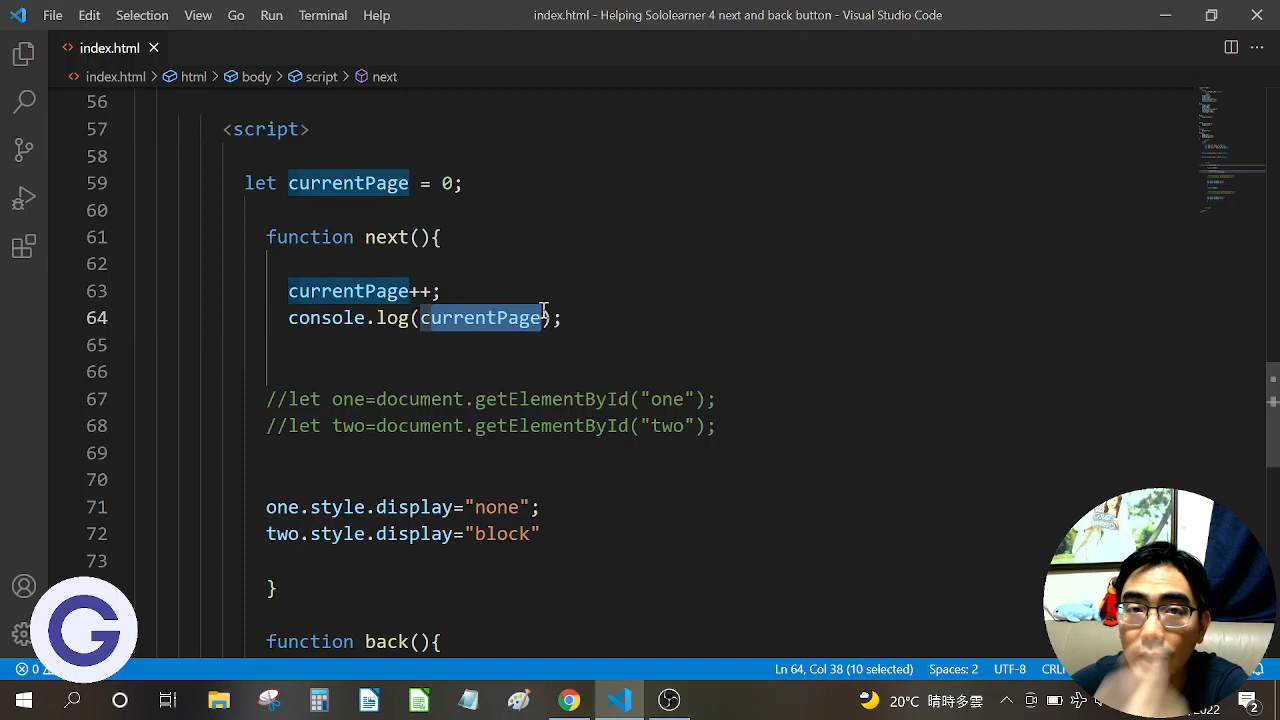 File Edit Selection View Go Run Terminal Help
index.html - Helping Sololearner 4 next and back button - Visual Studio Code
index.html
index.html > html > body > script > next
56
57 <script>
58
59 let currentPage = 0;
60
61 function next(){
62
63 currentPage++;
64 console.log(currentPage);
65
66
67 //let one=document.getElementById("one");
68 //let two=document.getElementById("two");
69
70
71 one.style.display="none";
72 two.style.display="block"
73
}
function back(){
G
0
Ln 64, Col 38 (10 selected) Spaces: 2 UTF-8 CRL
20°C 時時多雲
2022
2